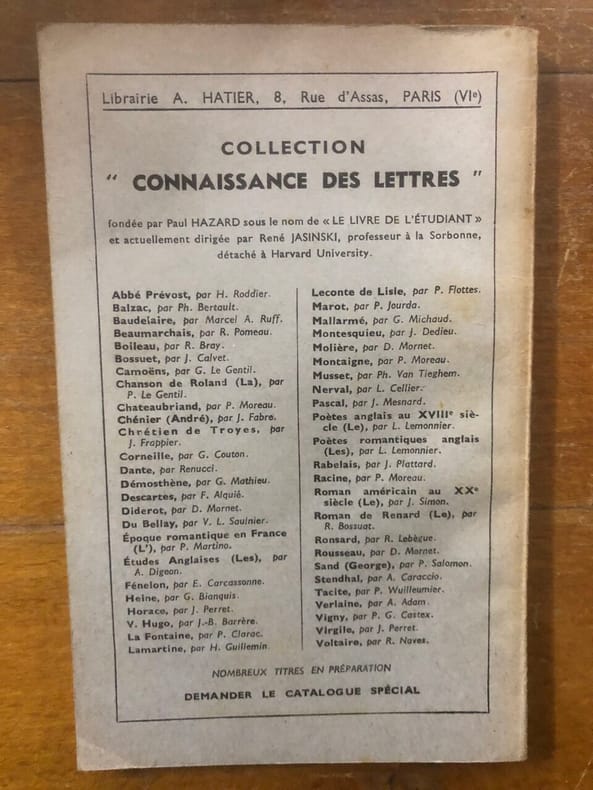 Librairie A. HATIER, 8, Rue d'Assas, PARIS (VIe)
COLLECTION
" CONNAISSANCE DES LETTRES "
fondée par Paul HAZARD sous le nom de « LE LIVRE DE L'ÉTUDIANT »
et actuellement dirigée par René JASINSKI, professeur à la Sorbonne,
détaché à Harvard University.
Abbé Prévost, par H. Roddier.
Balzac, par Ph. Bertault.
Baudelaire, par Marcel A. Ruff.
Beaumarchais, par R. Pomeau.
Boileau, par R. Bray.
Bossuet, par J. Calvet.
Camoëns, par G. Le Gentil.
Chanson de Roland (La), par
P. Le Gentil.
Chateaubriand, par P. Moreau.
Chénier (André), par J. Fabre.
Chrétien de Troyes, par
J. Frappier.
Corneille, par G. Couton.
Dante, par Renucci.
Démosthène, par G. Mathieu.
Descartes, par F. Alquié.
Diderot, par D. Mornet.
Du Bellay, par V. L. Saulnier.
Époque romantique en France
(L'), par P. Martino.
Études Anglaises (Les), par
A. Digeon.
Fénelon, par E. Carcassonne.
Heine, par G. Bianquis.
Horace, par J. Perret.
V. Hugo, par J.-B. Barrère.
La Fontaine, par P. Clarac.
Lamartine, par H. Guillemin.
Leconte de Lisle, par P. Flottes.
Marot, par P. Jourda.
Mallarmé, par G. Michaud.
Montesquieu, par J. Dedieu.
Molière, par D. Mornet.
Montaigne, par P. Moreau.
Musset, par Ph. Van Tieghem.
Nerval, par L. Cellier.
Pascal, par J. Mesnard.
Poètes anglais au XVIIIe siè-
cle (Le), par L. Lemonnier.
Poètes romantiques anglais
(Les), par L. Lemonnier.
Rabelais, par J. Plattard.
Racine, par P. Moreau.
Roman américain au XXe
siècle (Le), par J. Simon.
Roman de Renard (Le), par
R. Bossuat.
Ronsard, par R. Lebègue.
Rousseau, par D. Mornet.
Sand (George), par P. Salomon.
Stendhal, par A. Caraccio.
Tacite, par P. Wuilleumier.
Verlaine, par A. Adam.
Vigny, par P. G. Castex.
Virgile, par J. Perret.
Voltaire, par R. Naves.
NOMBREUX TITRES EN PRÉPARATION
DEMANDER LE CATALOGUE SPÉCIAL